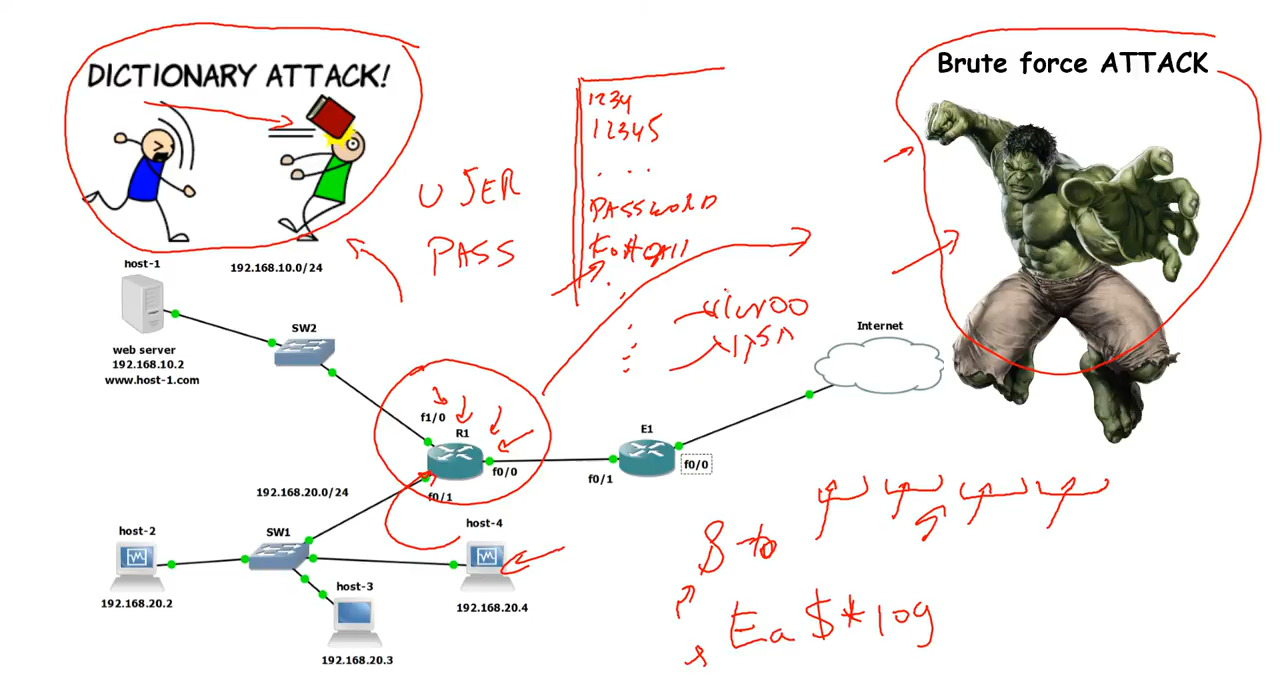 DICTIONARY ATTACK!
Brute force ATTACK
1234
12345
. . .
USER
PASSWORD
PASS
192.168.10.0/24
host-1
SW2
web server
192.168.10.2
www.host-1.com
Internet
f1/0
R1
E1
f0/0
f0/0
f0/1
f0/1
192.168.20.0/24
host-2
SW1
host-4
host-3
192.168.20.2
192.168.20.4
192.168.20.3
8 to
Ea $*109